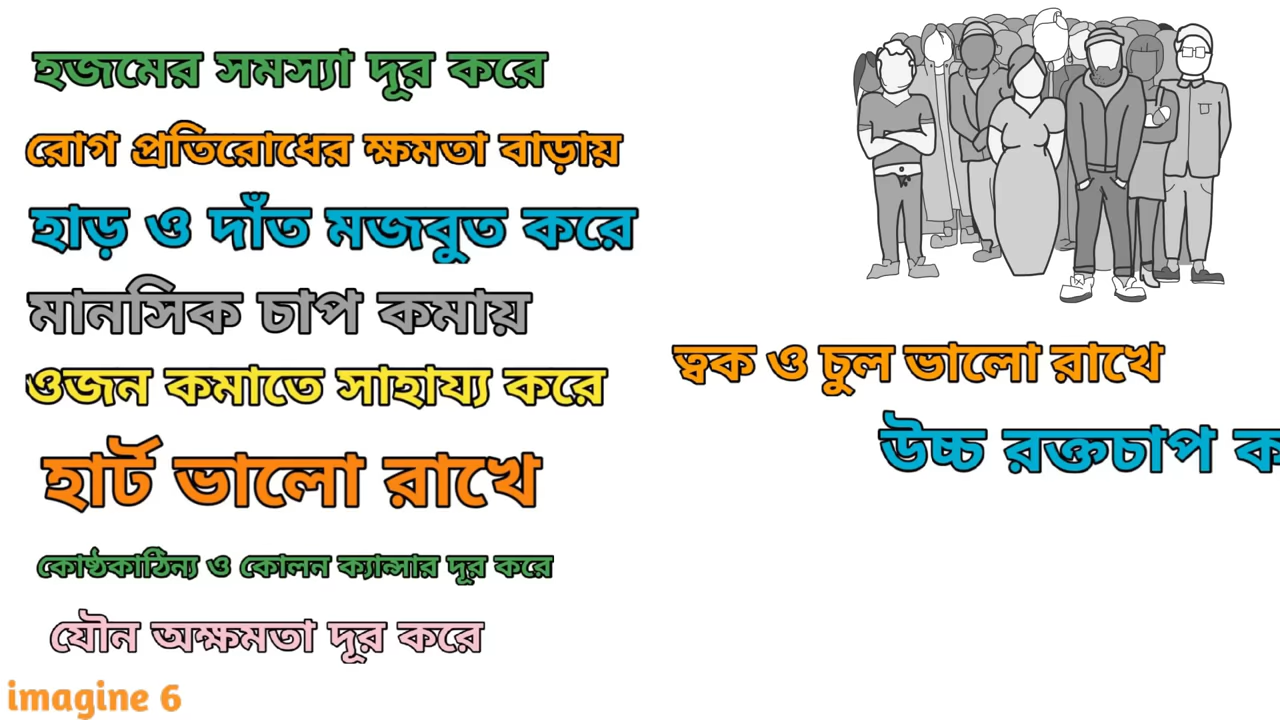 হজমের সমস্যা দূর করে
রোগ প্রতিরোধের ক্ষমতা বাড়ায়
হাড় ও দাঁত মজবুত করে
মানসিক চাপ কমায়
ওজন কমাতে সাহায্য করে
হার্ট ভালো রাখে
কোষ্ঠকাঠিন্য ও কোলন ক্যান্সার দূর করে
যৌন অক্ষমতা দূর করে
ত্বক ও চুল ভালো রাখে
উচ্চ রক্তচাপ ক
imagine 6